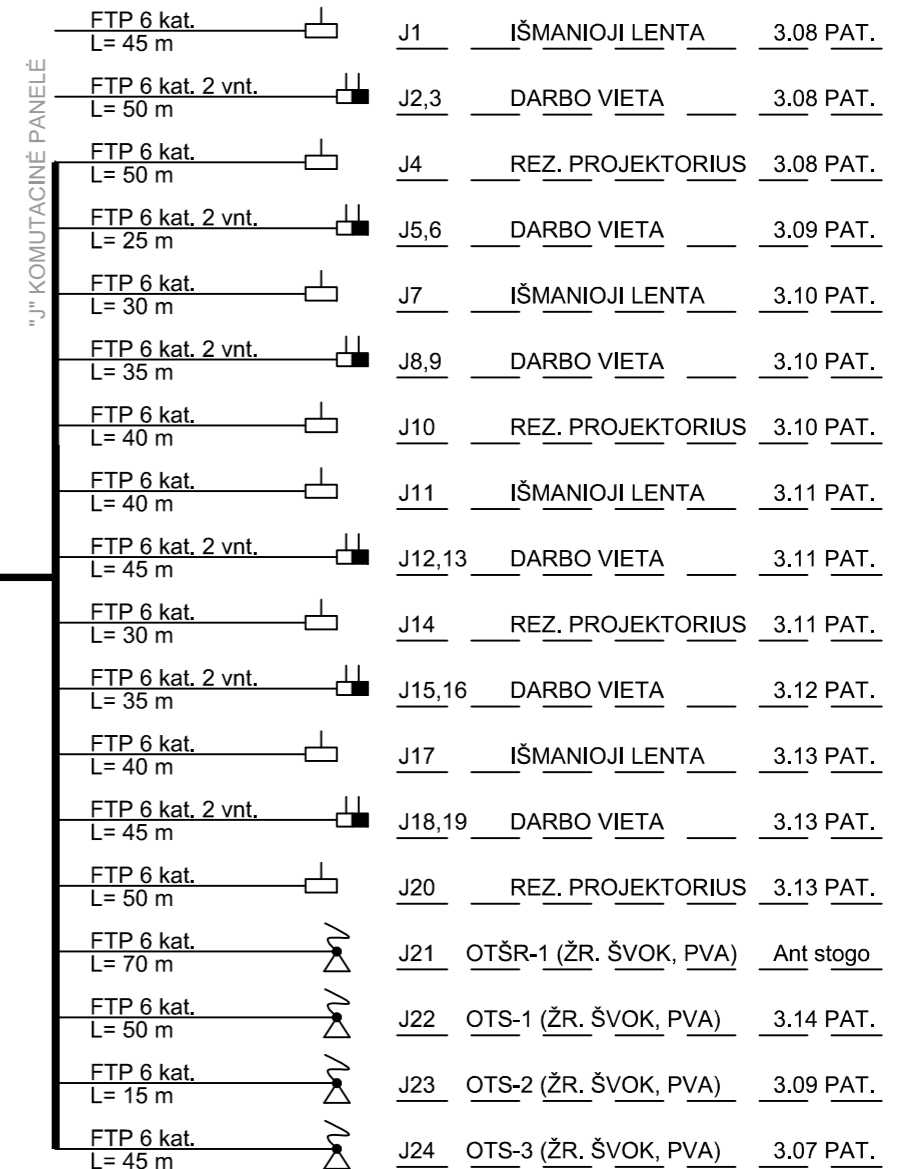 "J" KOMUTACINĖ PANELĖ
FTP 6 kat.
L= 45 m
J1 IŠMANIOJI LENTA 3.08 PAT.
FTP 6 kat. 2 vnt.
L= 50 m
J2,3 DARBO VIETA 3.08 PAT.
FTP 6 kat.
L= 50 m
J4 REZ. PROJEKTORIUS 3.08 PAT.
FTP 6 kat. 2 vnt.
L= 25 m
J5,6 DARBO VIETA 3.09 PAT.
FTP 6 kat.
L= 30 m
J7 IŠMANIOJI LENTA 3.10 PAT.
FTP 6 kat. 2 vnt.
L= 35 m
J8,9 DARBO VIETA 3.10 PAT.
FTP 6 kat.
L= 40 m
J10 REZ. PROJEKTORIUS 3.10 PAT.
FTP 6 kat.
L= 40 m
J11 IŠMANIOJI LENTA 3.11 PAT.
FTP 6 kat. 2 vnt.
L= 45 m
J12,13 DARBO VIETA 3.11 PAT.
FTP 6 kat.
L= 30 m
J14 REZ. PROJEKTORIUS 3.11 PAT.
FTP 6 kat. 2 vnt.
L= 35 m
J15,16 DARBO VIETA 3.12 PAT.
FTP 6 kat.
L= 40 m
J17 IŠMANIOJI LENTA 3.13 PAT.
FTP 6 kat. 2 vnt.
L= 45 m
J18,19 DARBO VIETA 3.13 PAT.
FTP 6 kat.
L= 50 m
J20 REZ. PROJEKTORIUS 3.13 PAT.
FTP 6 kat.
L= 70 m
J21 OTŠR-1 (ŽR. ŠVOK, PVA) Ant stogo
FTP 6 kat.
L= 50 m
J22 OTS-1 (ŽR. ŠVOK, PVA) 3.14 PAT.
FTP 6 kat.
L= 15 m
J23 OTS-2 (ŽR. ŠVOK, PVA) 3.09 PAT.
FTP 6 kat.
L= 45 m
J24 OTS-3 (ŽR. ŠVOK, PVA) 3.07 PAT.